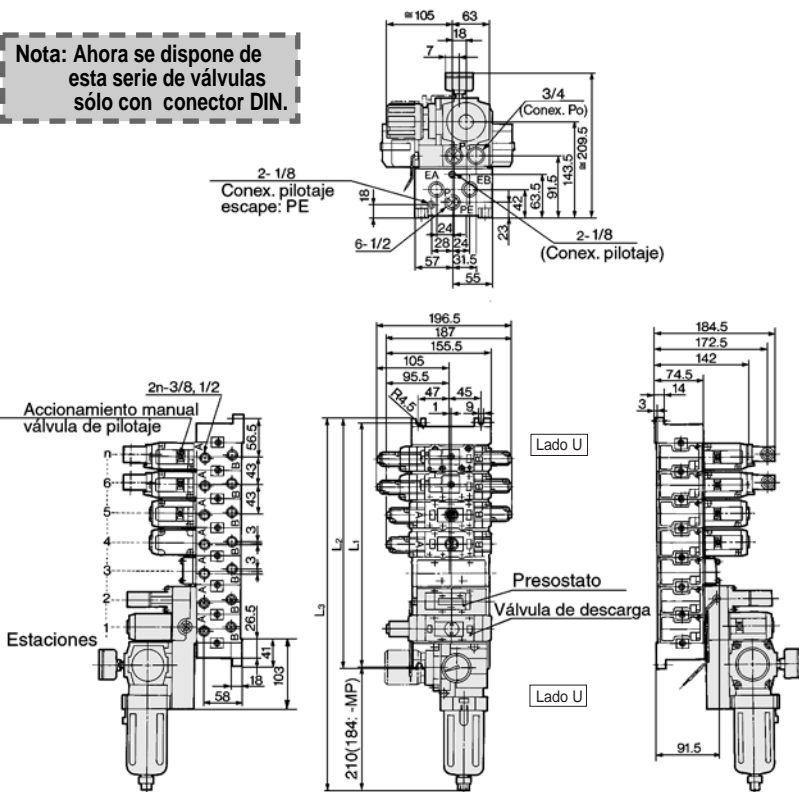 Nota: Ahora se dispone de
esta serie de válvulas
sólo con conector DIN.
≅105
63
18
7
3/4
(Conex. Po)
P
EA
EB
P
PE
2- 1/8
Conex. pilotaje
escape: PE
18
6- 1/2
24
28
24
57
31.5
55
23
42
63.5
91.5
143.5
≅209.5
2- 1/8
(Conex. pilotaje)
2n-3/8, 1/2
Accionamiento manual
válvula de pilotaje
n
6
5
4
3
2
1
Estaciones
A
A
A
A
A
A
A
B
B
B
B
B
B
B
56.5
43
43
3
3
26.5
41
103
18
58
196.5
187
155.5
105
95.5
47
45
1
9
R4.5
Lado U
A
B
A
B
L2
L1
L3
Presostato
Válvula de descarga
Lado U
210(184: -MP)
184.5
172.5
142
74.5
14
3
91.5